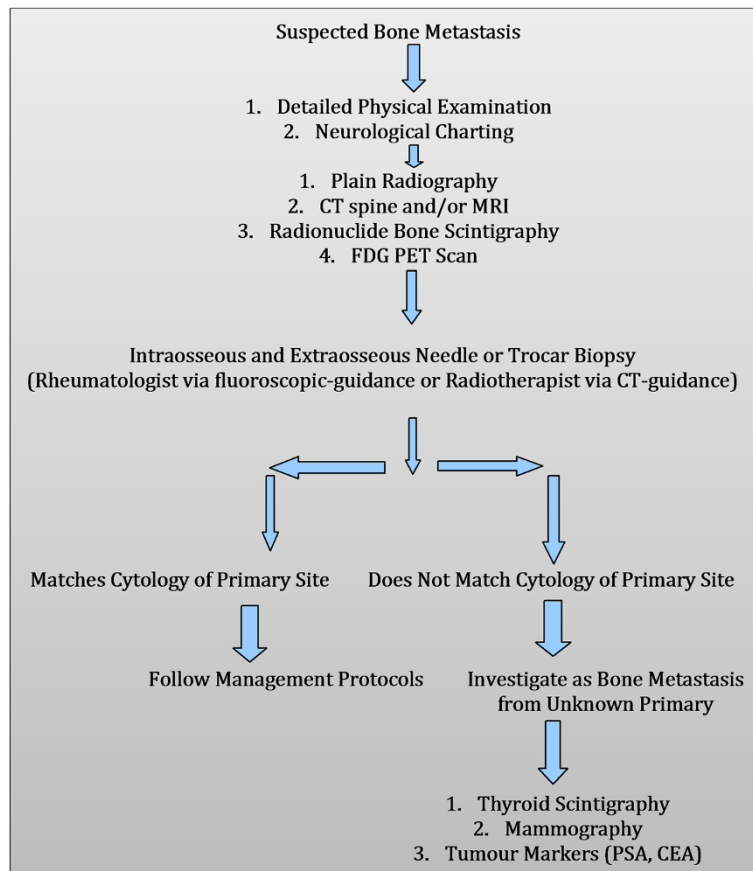 Suspected Bone Metastasis
1. Detailed Physical Examination
2. Neurological Charting
1. Plain Radiography
2. CT spine and/or MRI
3. Radionuclide Bone Scintigraphy
4. FDG PET Scan
Intraosseous and Extraosseous Needle or Trocar Biopsy
(Rheumatologist via fluoroscopic-guidance or Radiotherapist via CT-guidance)
Matches Cytology of Primary Site
Does Not Match Cytology of Primary Site
Follow Management Protocols
Investigate as Bone Metastasis
from Unknown Primary
1. Thyroid Scintigraphy
2. Mammography
3. Tumour Markers (PSA, CEA)